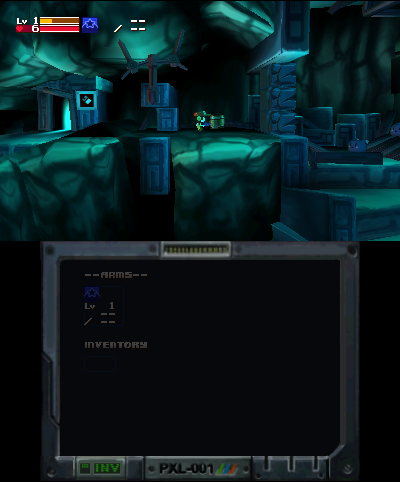 Lv 1
6 / --
--
--ARMS--
Lv 1
--
/ --
INVENTORY
INV
PXL-001